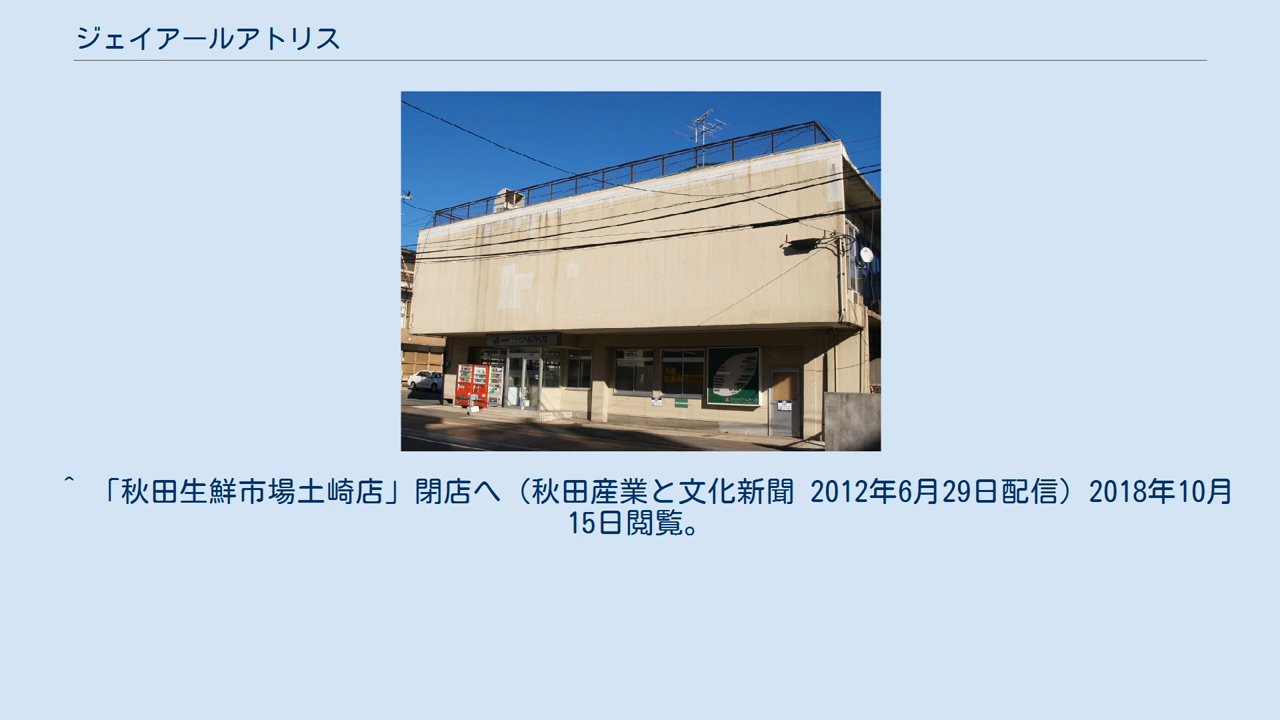 ジェイアールアトリス
^ 「秋田生鮮市場土崎店」閉店へ（秋田産業と文化新聞 2012年6月29日配信）2018年10月
15日閲覧。